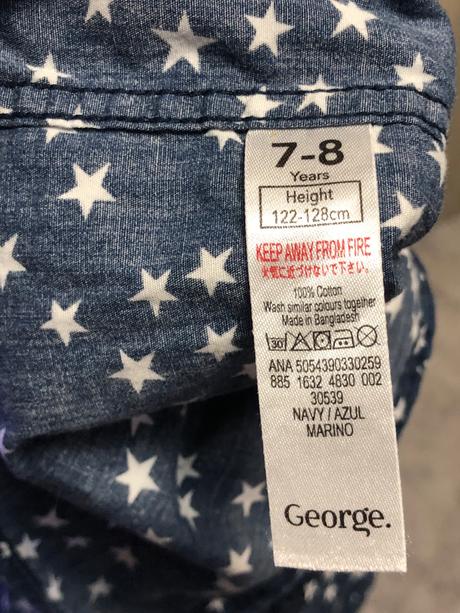 7-8
Years
Height
122-128cm
KEEP AWAY FROM FIRE
火気に近づけないで下さい。
100% Cotton
Wash similar colours together
Made in Bangladesh
30
ANA 5054390330259
885 1632 4830 002
30539
NAVY / AZUL
MARINO
George.